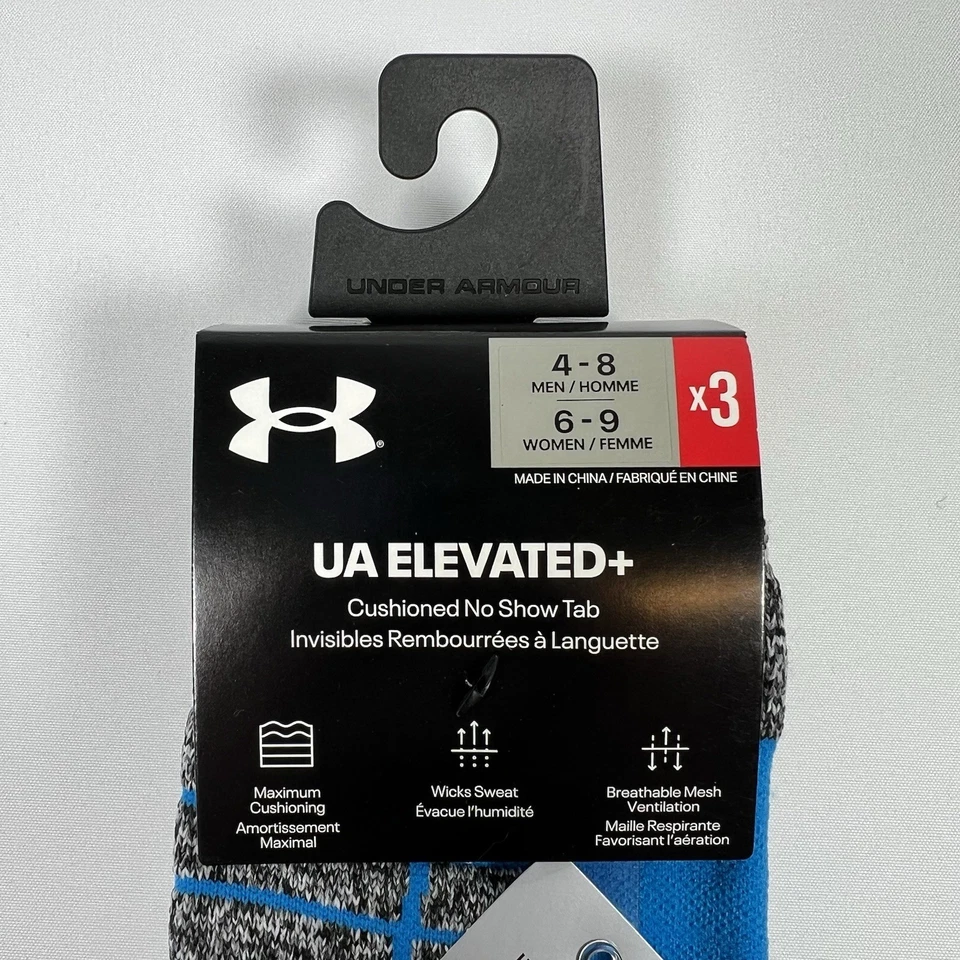 UNDER ARMOUR
4-8
MEN / HOMME
6-9
WOMEN / FEMME
x3
MADE IN CHINA / FABRIQUÉ EN CHINE
UA ELEVATED+
Cushioned No Show Tab
Invisibles Rembourrées à Languette
Maximum
Cushioning
Amortissement
Maximal
Wicks Sweat
Évacue l'humidité
Breathable Mesh
Ventilation
Maille Respirante
Favorisant l'aération